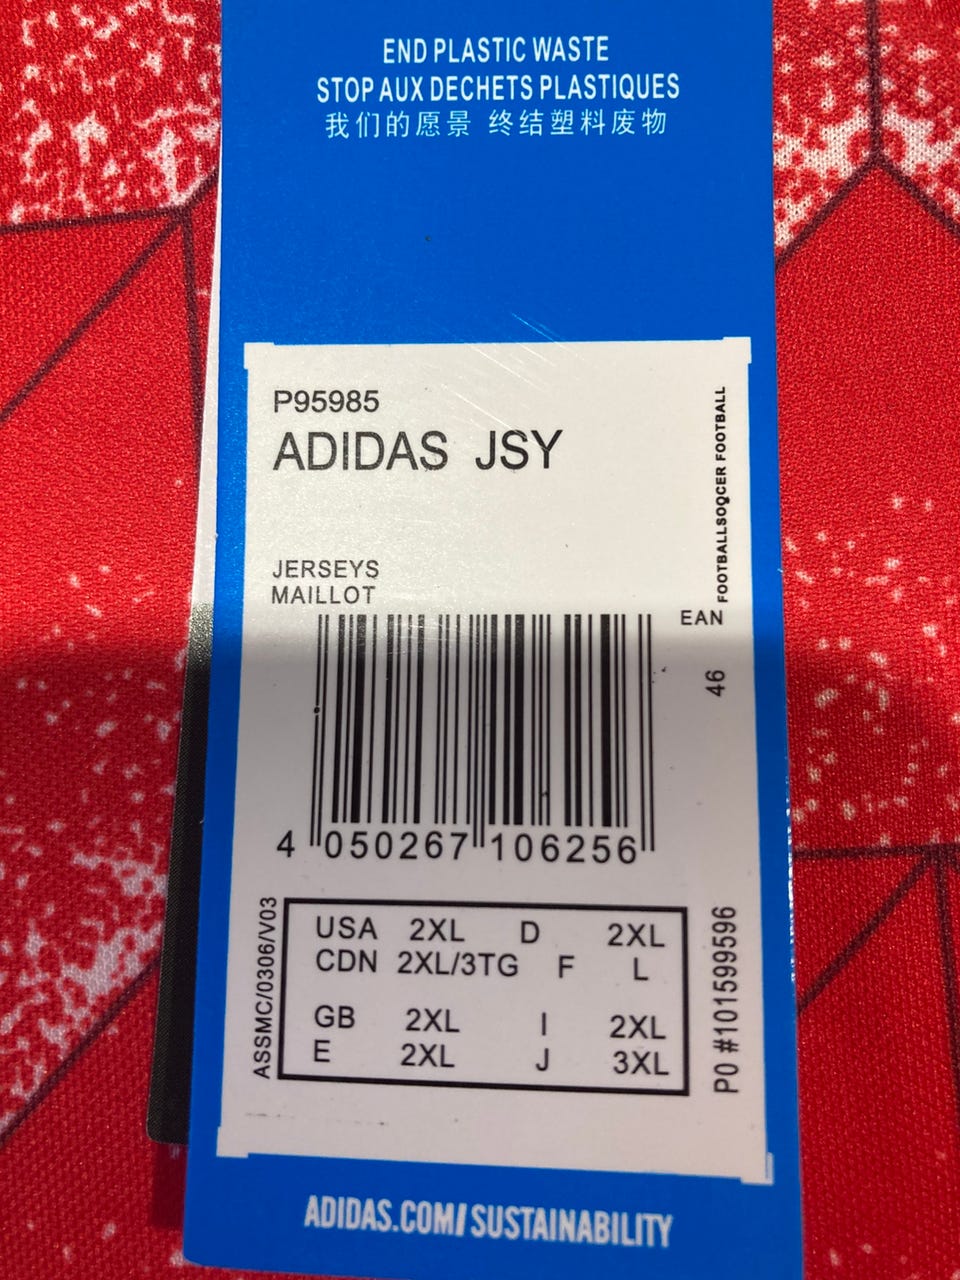 END PLASTIC WASTE
STOP AUX DECHETS PLASTIQUES
我们的愿景 终结塑料废物
P95985
ADIDAS JSY
FOOTBALLSOCCER FOOTBALL
JERSEYS
MAILLOT
EAN
46
4 050267 106256
ASSMC/0306/V03
USA 2XL D 2XL
CDN 2XL/3TG F L
GB 2XL I 2XL
E 2XL J 3XL
PO #101599596
ADIDAS.COM/SUSTAINABILITY